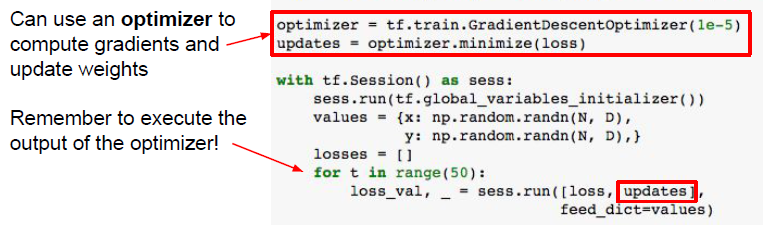 Can use an optimizer to
compute gradients and
update weights
Remember to execute the
output of the optimizer!
optimizer = tf.train.GradientDescentOptimizer(1e-5)
updates = optimizer.minimize(loss)
with tf.Session() as sess:
    sess.run(tf.global_variables_initializer())
    values = {x: np.random.randn(N, D),
              y: np.random.randn(N, D),}
    losses = []
    for t in range(50):
        loss_val, _ = sess.run([loss, updates],
                               feed_dict=values)